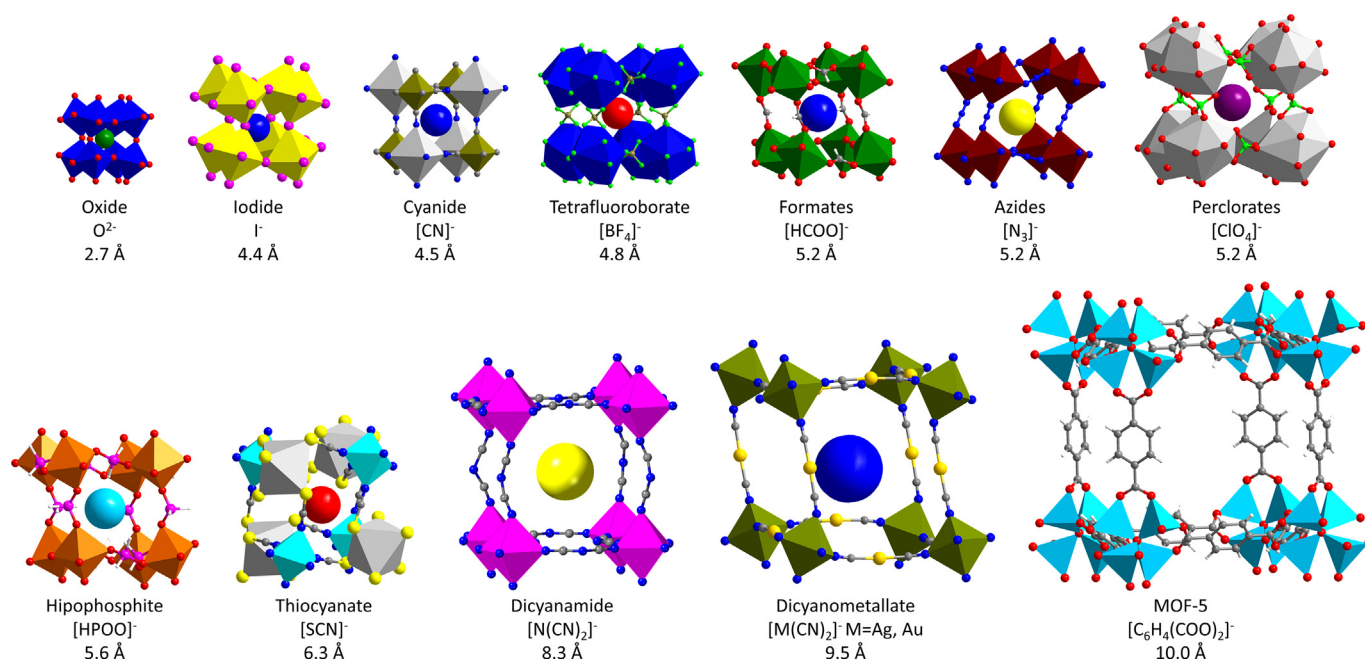 Oxide
O²⁻
2.7 Å
Iodide
I⁻
4.4 Å
Cyanide
[CN]⁻
4.5 Å
Tetrafluoroborate
[BF₄]⁻
4.8 Å
Formates
[HCOO]⁻
5.2 Å
Azides
[N₃]⁻
5.2 Å
Perclorates
[ClO₄]⁻
5.2 Å
Hipophosphite
[HPOO]⁻
5.6 Å
Thiocyanate
[SCN]⁻
6.3 Å
Dicyanamide
[N(CN)₂]⁻
8.3 Å
Dicyanometallate
[M(CN)₂]⁻ M=Ag, Au
9.5 Å
MOF-5
[C₆H₄(COO)₂]⁻
10.0 Å